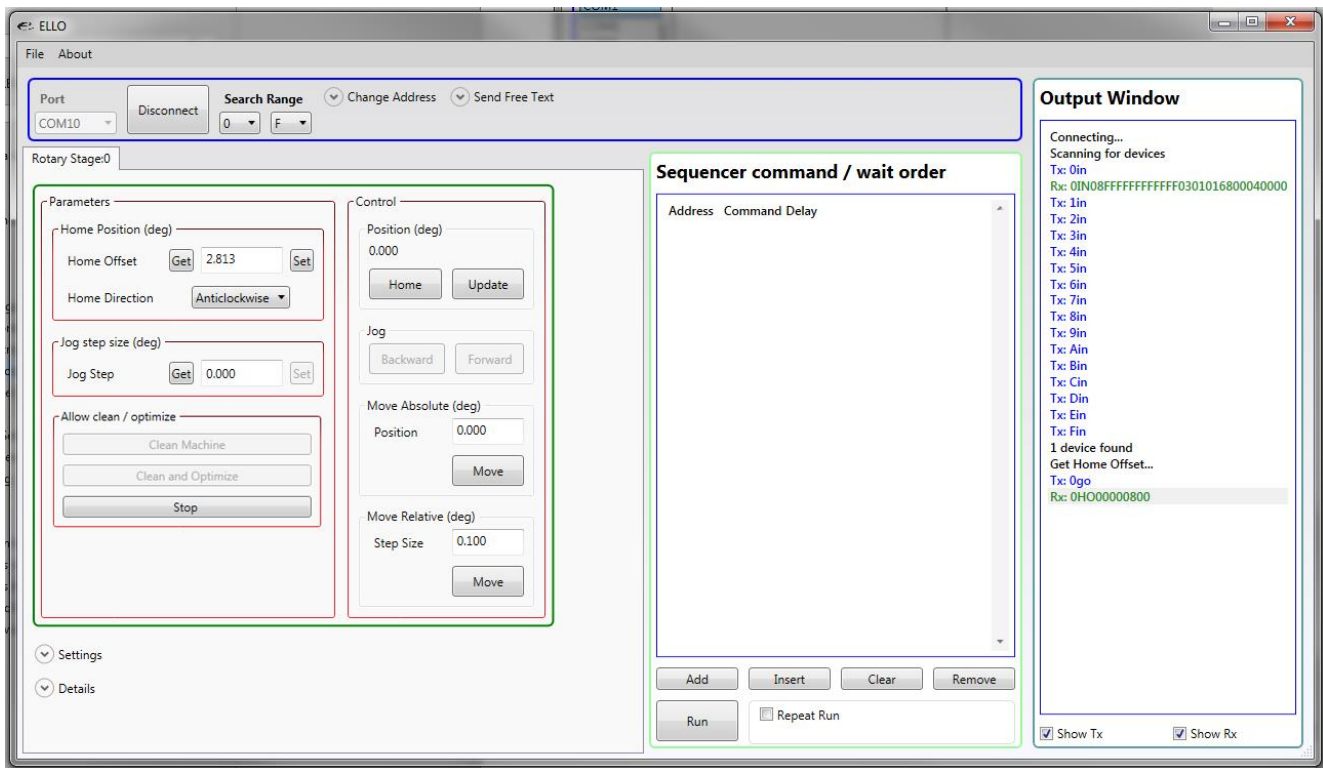 COM1
ELLO
File About
Port
COM10
Disconnect
Search Range
0 F
Change Address
Send Free Text
Rotary Stage:0
Parameters
Home Position (deg)
Home Offset Get 2.813 Set
Home Direction Anticlockwise
Jog step size (deg)
Jog Step Get 0.000 Set
Allow clean / optimize
Clean Machine
Clean and Optimize
Stop
Control
Position (deg)
0.000
Home Update
Jog
Backward Forward
Move Absolute (deg)
Position 0.000
Move
Move Relative (deg)
Step Size 0.100
Move
Settings
Details
Sequencer command / wait order
Address Command Delay
Add Insert Clear Remove
Run
Repeat Run
Output Window
Connecting...
Scanning for devices
Tx: 0in
Rx: 0IN08FFFFFFFFFFFF0301016800040000
Tx: 1in
Tx: 2in
Tx: 3in
Tx: 4in
Tx: 5in
Tx: 6in
Tx: 7in
Tx: 8in
Tx: 9in
Tx: Ain
Tx: Bin
Tx: Cin
Tx: Din
Tx: Ein
Tx: Fin
1 device found
Get Home Offset...
Tx: 0go
Rx: 0HO00000800
Show Tx Show Rx